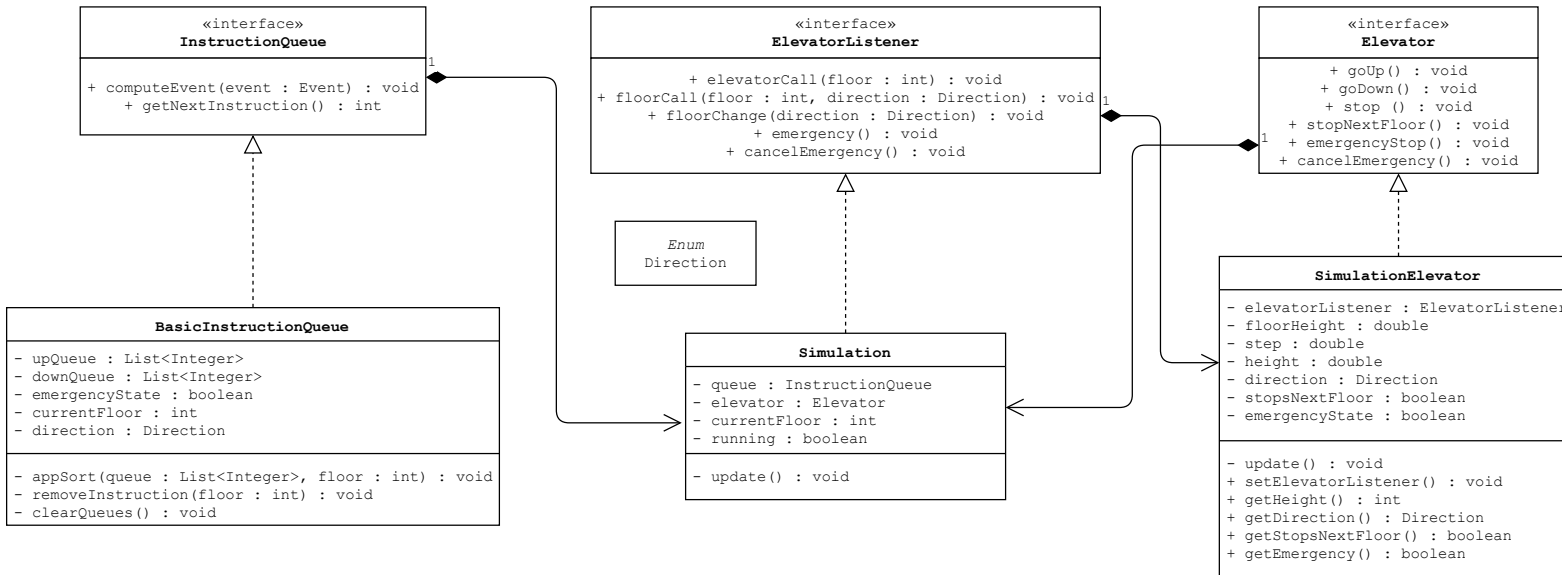 «interface»
InstructionQueue
+ computeEvent(event : Event) : void
+ getNextInstruction() : int
1
«interface»
ElevatorListener
+ elevatorCall(floor : int) : void
+ floorCall(floor : int, direction : Direction) : void
+ floorChange(direction : Direction) : void
+ emergency() : void
+ cancelEmergency() : void
1
«interface»
Elevator
+ goUp() : void
+ goDown() : void
+ stop () : void
+ stopNextFloor() : void
+ emergencyStop() : void
+ cancelEmergency() : void
1
Enum
Direction
BasicInstructionQueue
- upQueue : List<Integer>
- downQueue : List<Integer>
- emergencyState : boolean
- currentFloor : int
- direction : Direction
- appSort(queue : List<Integer>, floor : int) : void
- removeInstruction(floor : int) : void
- clearQueues() : void
Simulation
- queue : InstructionQueue
- elevator : Elevator
- currentFloor : int
- running : boolean
- update() : void
SimulationElevator
- elevatorListener : ElevatorListener
- floorHeight : double
- step : double
- height : double
- direction : Direction
- stopsNextFloor : boolean
- emergencyState : boolean
- update() : void
+ setElevatorListener() : void
+ getHeight() : int
+ getDirection() : Direction
+ getStopsNextFloor() : boolean
+ getEmergency() : boolean